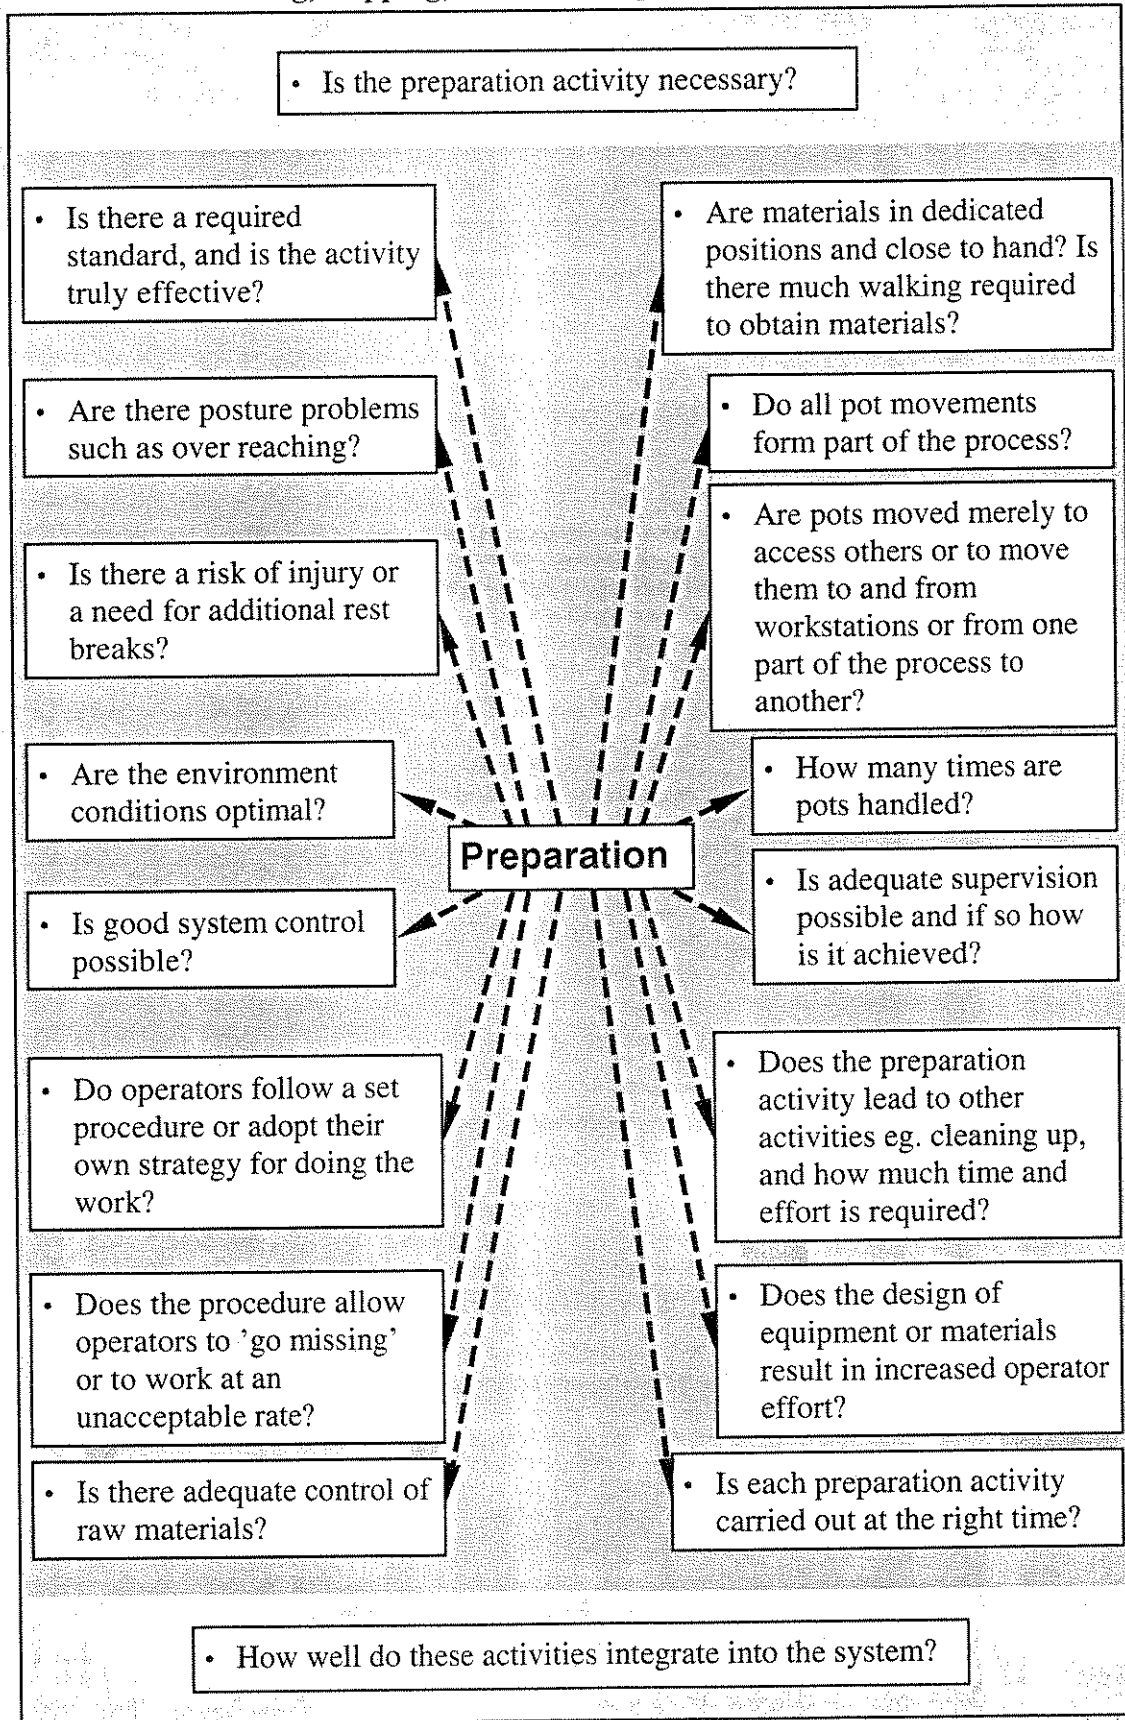 • Is the preparation activity necessary?
• Is there a required
standard, and is the activity
truly effective?
• Are there posture problems
such as over reaching?
• Is there a risk of injury or
a need for additional rest
breaks?
• Are the environment
conditions optimal?
• Is good system control
possible?
• Do operators follow a set
procedure or adopt their
own strategy for doing the
work?
• Does the procedure allow
operators to 'go missing'
or to work at an
unacceptable rate?
• Is there adequate control of
raw materials?
Preparation
• Are materials in dedicated
positions and close to hand? Is
there much walking required
to obtain materials?
• Do all pot movements
form part of the process?
• Are pots moved merely to
access others or to move
them to and from
workstations or from one
part of the process to
another?
• How many times are
pots handled?
• Is adequate supervision
possible and if so how
is it achieved?
• Does the preparation
activity lead to other
activities eg. cleaning up,
and how much time and
effort is required?
• Does the design of
equipment or materials
result in increased operator
effort?
• Is each preparation activity
carried out at the right time?
• How well do these activities integrate into the system?